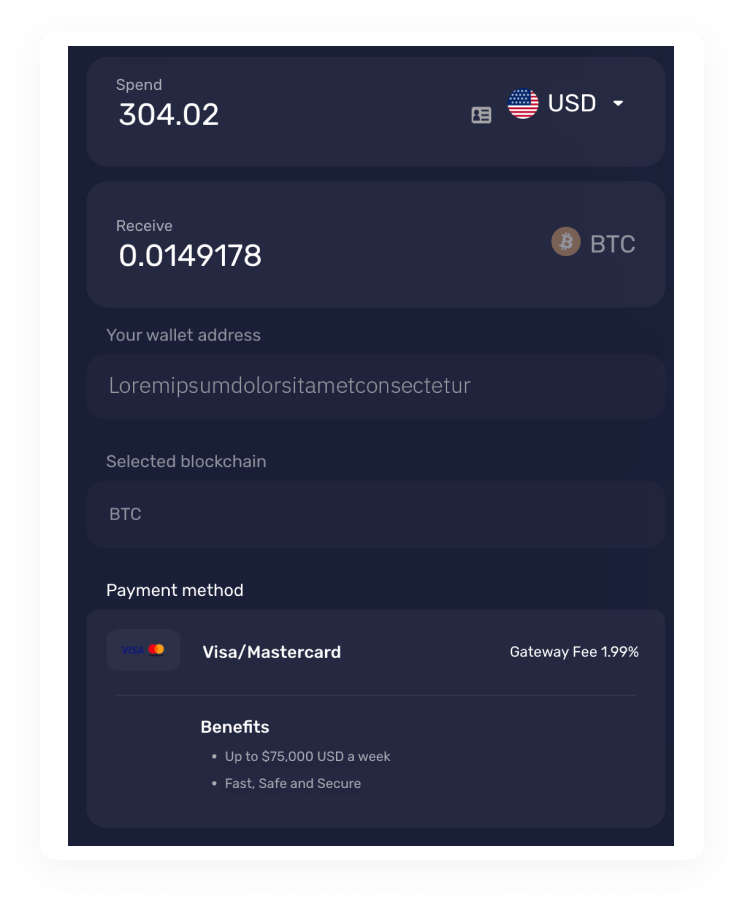 Spend
304.02
USD
Receive
0.0149178
BTC
Your wallet address
Loremipsumdolorsitametconsectetur
Selected blockchain
BTC
Payment method
VISA
Visa/Mastercard
Gateway Fee 1.99%
Benefits
• Up to $75,000 USD a week
• Fast, Safe and Secure